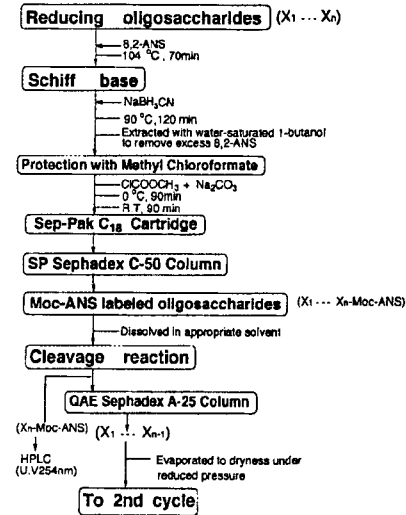 Reducing oligosaccharides (X1 --- Xn)
8,2-ANS
104 °C, 70min
Schiff base
NaBH3CN
90 °C, 120 min
Extracted with water-saturated 1-butanol
to remove excess 8,2-ANS
Protection with Methyl Chloroformate
ClCOOCH3 + Na2CO3
0 °C, 90min
R.T, 90 min
Sep-Pak C18 Cartridge
SP Sephadex C-50 Column
Moc-ANS labeled oligosaccharides (X1 --- Xn-Moc-ANS)
Dissolved in appropriate solvent
Cleavage reaction
QAE Sephadex A-25 Column
(Xn-Moc-ANS) (X1 --- Xn-1)
HPLC
(U.V254nm)
Evaporated to dryness under
reduced pressure
To 2nd cycle